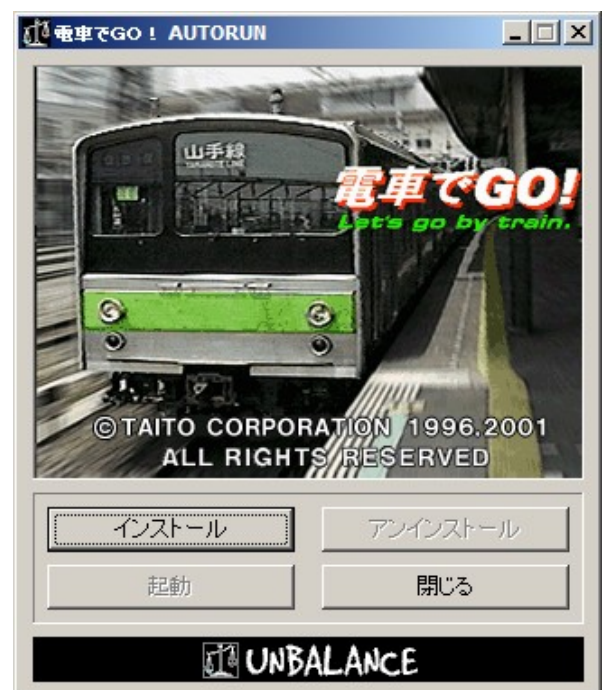 電車でGO！ AUTORUN
山手線
YAMANOTE LINE
電車でGO!
Let's go by train.
©TAITO CORPORATION 1996.2001
ALL RIGHTS RESERVED
インストール
アンインストール
起動
閉じる
UNBALANCE